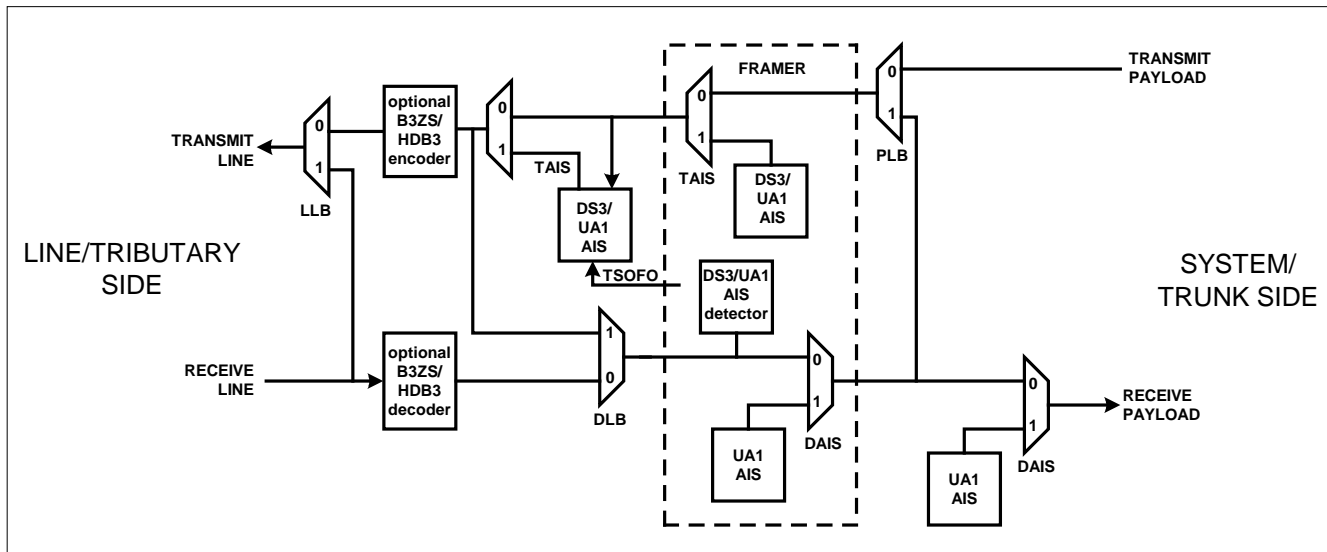 FRAMER
TRANSMIT
PAYLOAD
0
1
PLB
0
1
TAIS
DS3/
UA1
AIS
0
1
TAIS
DS3/
UA1
AIS
TSOFO
optional
B3ZS/
HDB3
encoder
0
1
LLB
TRANSMIT
LINE
LINE/TRIBUTARY
SIDE
SYSTEM/
TRUNK SIDE
DS3/UA1
AIS
detector
RECEIVE
LINE
optional
B3ZS/
HDB3
decoder
1
0
DLB
0
1
DAIS
UA1
AIS
0
1
DAIS
UA1
AIS
RECEIVE
PAYLOAD